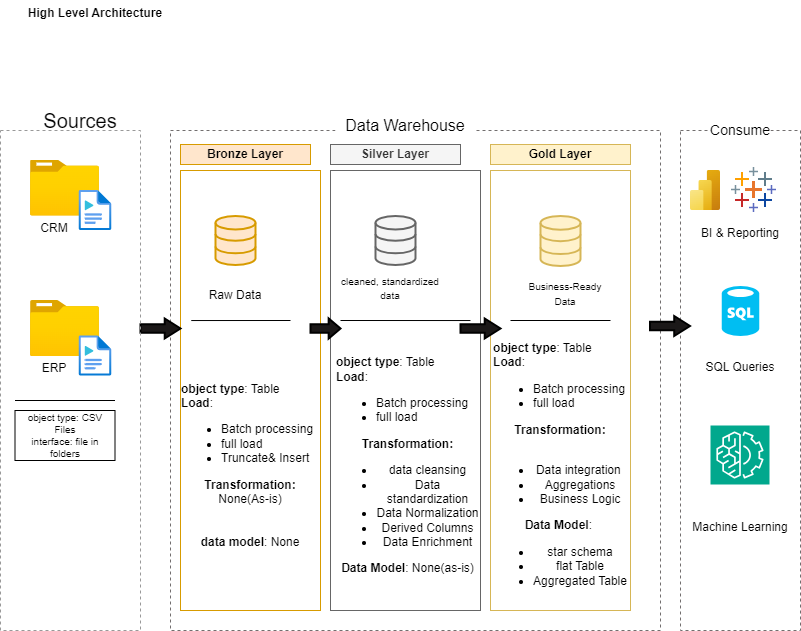 High Level Architecture
Sources
CRM
ERP
object type: CSV
Files
interface: file in
folders
Data Warehouse
Bronze Layer
Raw Data
object type: Table
Load:
Batch processing
full load
Truncate& Insert
Transformation:
None(As-is)
data model: None
Silver Layer
cleaned, standardized
data
object type: Table
Load:
Batch processing
full load
Transformation:
data cleansing
Data
standardization
Data Normalization
Derived Columns
Data Enrichment
Data Model: None(as-is)
Gold Layer
Business-Ready
Data
object type: Table
Load:
Batch processing
full load
Transformation:
Data integration
Aggregations
Business Logic
Data Model:
star schema
flat Table
Aggregated Table
Consume
BI & Reporting
SQL
SQL Queries
Machine Learning